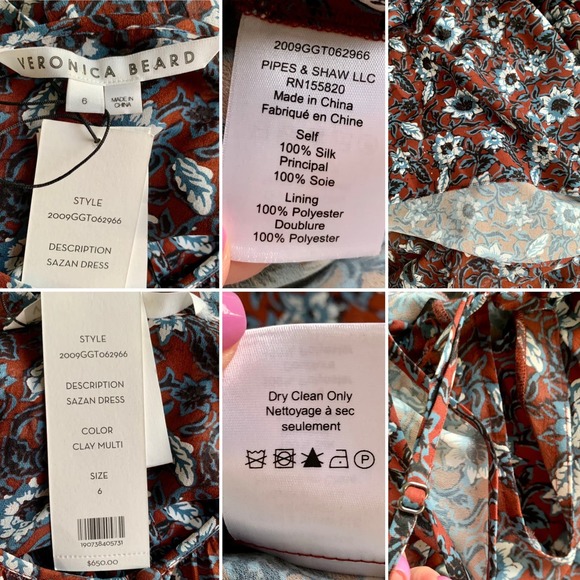 VERONICA BEARD
6
MADE IN
CHINA
STYLE
2009GGT062966
DESCRIPTION
SAZAN DRESS
2009GGT062966
PIPES & SHAW LLC
RN155820
Made in China
Fabriqué en Chine
Self
100% Silk
Principal
100% Soie
Lining
100% Polyester
Doublure
100% Polyester
STYLE
2009GGT062966
DESCRIPTION
SAZAN DRESS
COLOR
CLAY MULTI
SIZE
6
190738405731
$650.00
Dry Clean Only
Nettoyage à sec
seulement
P